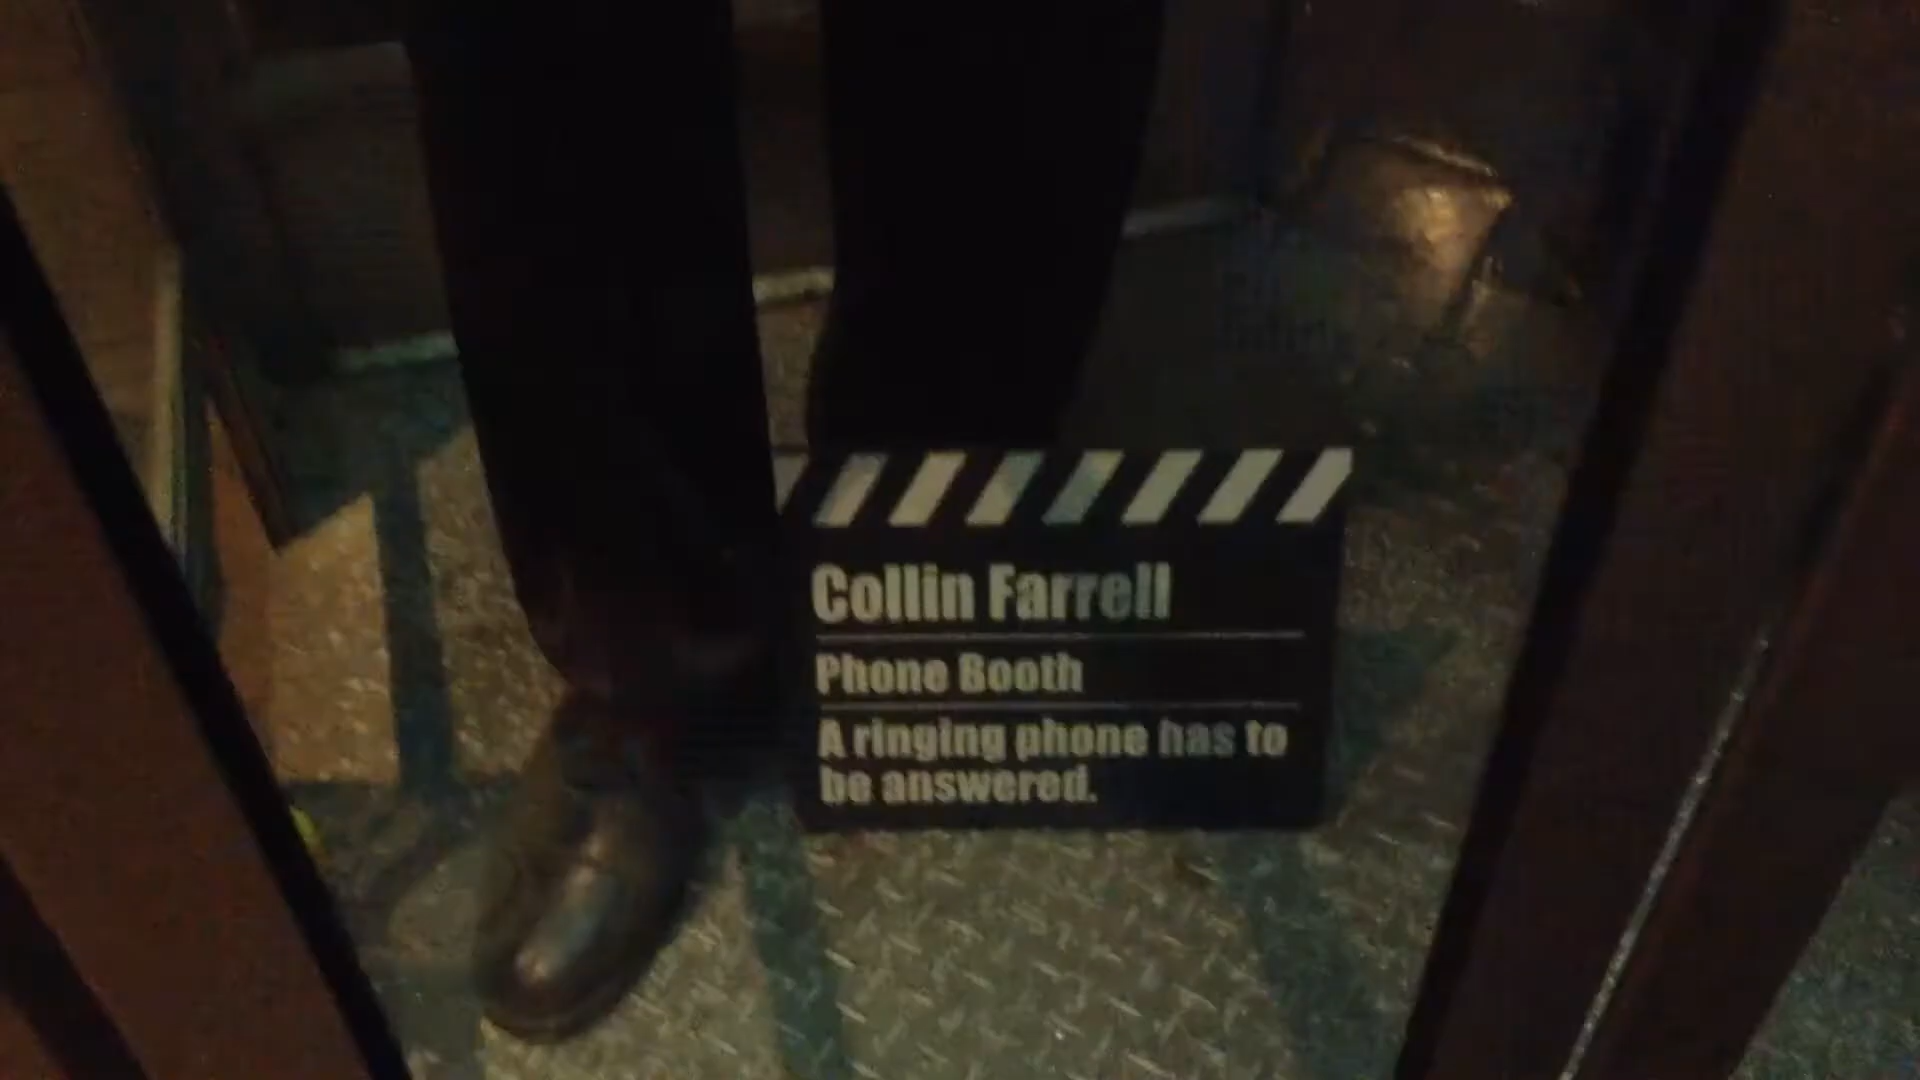 Collin Farrell
Phone Booth
A ringing phone has to
be answered.